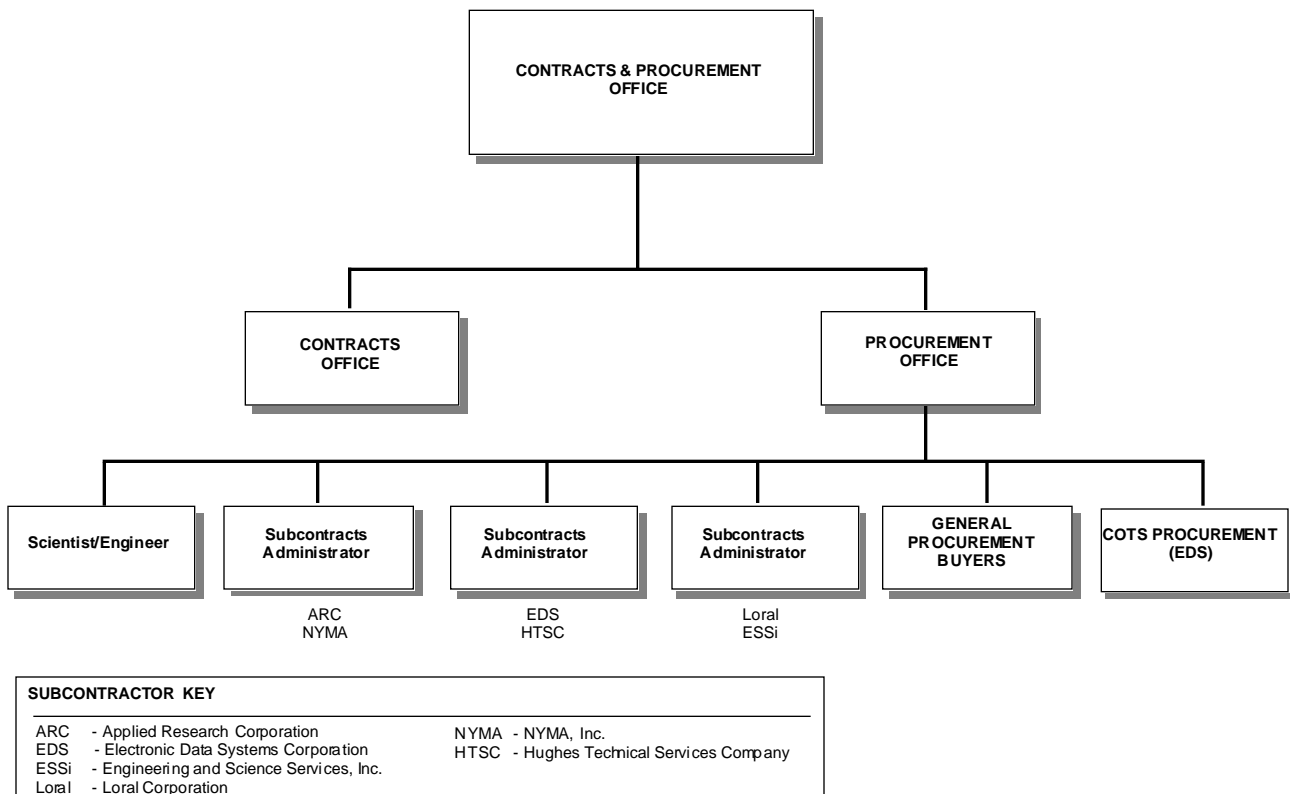 CONTRACTS & PROCUREMENT
OFFICE
CONTRACTS
OFFICE
PROCUREMENT
OFFICE
Scientist/Engineer
Subcontracts
Administrator
ARC
NYMA
Subcontracts
Administrator
EDS
HTSC
Subcontracts
Administrator
Loral
ESSi
GENERAL
PROCUREMENT
BUYERS
COTS PROCUREMENT
(EDS)
SUBCONTRACTOR KEY
ARC - Applied Research Corporation
EDS - Electronic Data Systems Corporation
ESSi - Engineering and Science Services, Inc.
Loral - Loral Corporation
NYMA - NYMA, Inc.
HTSC - Hughes Technical Services Company